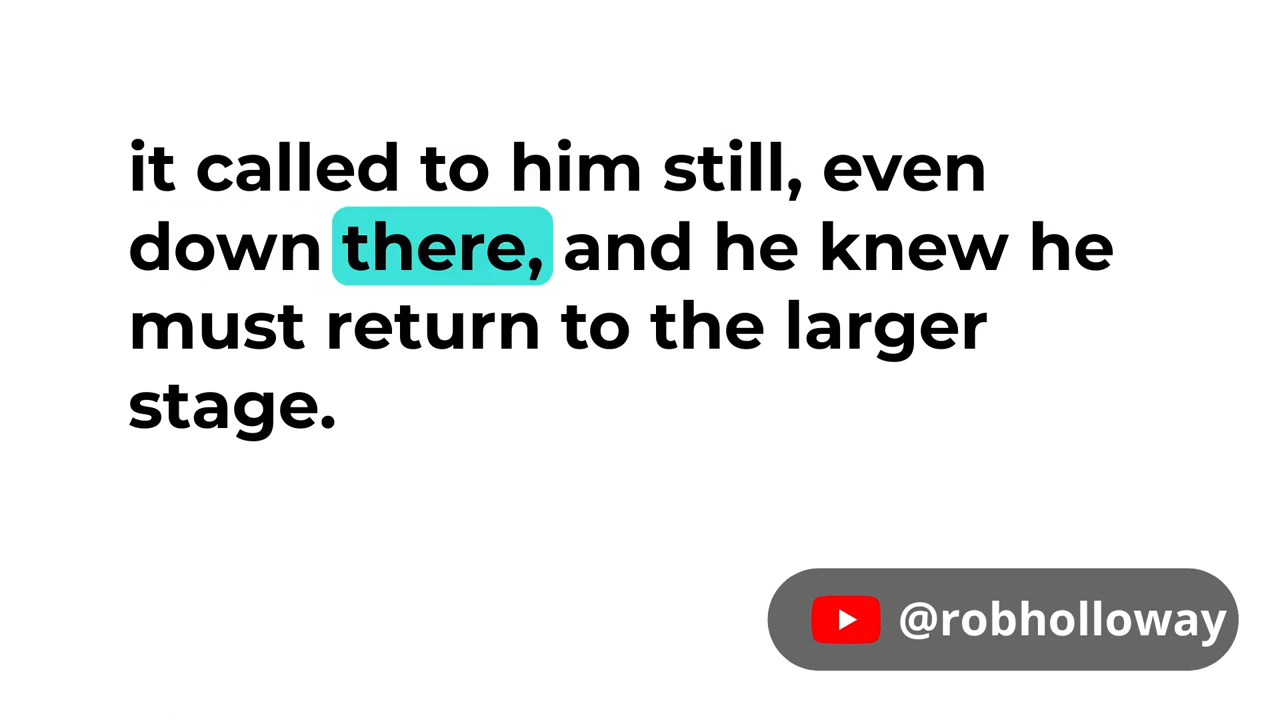 it called to him still, even
down there, and he knew he
must return to the larger
stage.
@robholloway